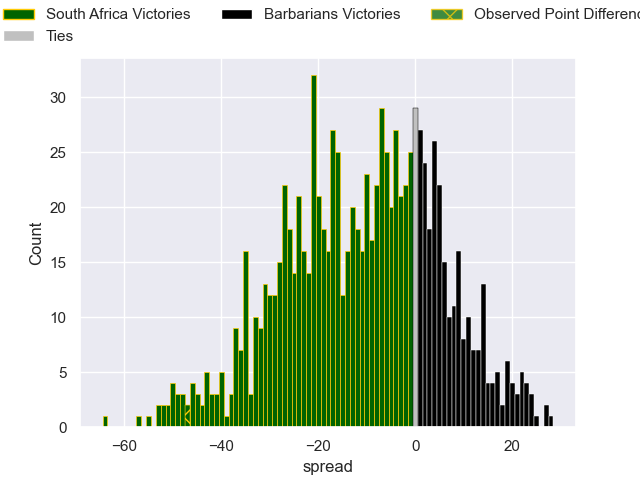 South Africa Victories
Barbarians Victories
Observed Point Differenc
Ties
Count
30
25
20
15
10
5
0
−60
−40
−20
0
20
spread